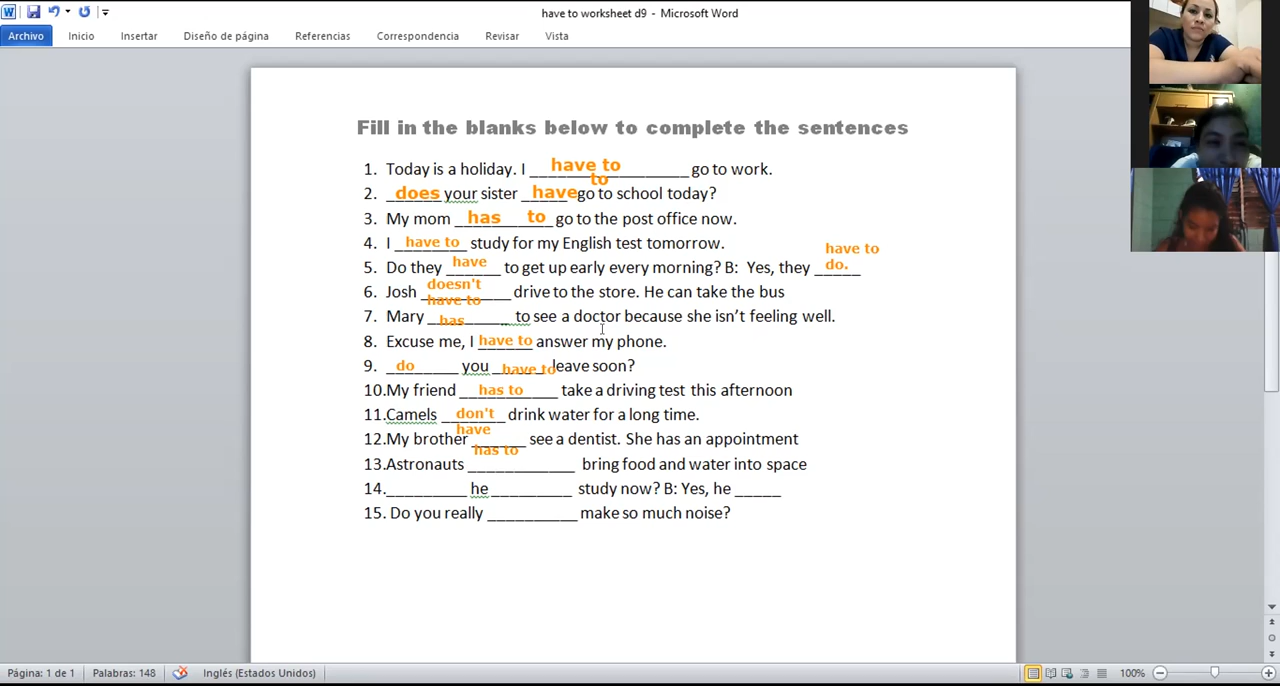 have to worksheet d9 - Microsoft Word
Archivo Inicio Insertar Diseño de página Referencias Correspondencia Revisar Vista
Fill in the blanks below to complete the sentences
1. Today is a holiday. I have to go to work.
2. does your sister have to go to school today?
3. My mom has to go to the post office now.
4. I have to study for my English test tomorrow.
5. Do they have to get up early every morning? B: Yes, they have to do.
6. Josh doesn't have to drive to the store. He can take the bus
7. Mary has to see a doctor because she isn't feeling well.
8. Excuse me, I have to answer my phone.
9. do you have to leave soon?
10.My friend has to take a driving test this afternoon
11.Camels don't have drink water for a long time.
12.My brother has to see a dentist. She has an appointment
13.Astronauts ____________ bring food and water into space
14._________ he _________ study now? B: Yes, he _____
15. Do you really __________ make so much noise?
Página: 1 de 1 Palabras: 148 Inglés (Estados Unidos) 100%